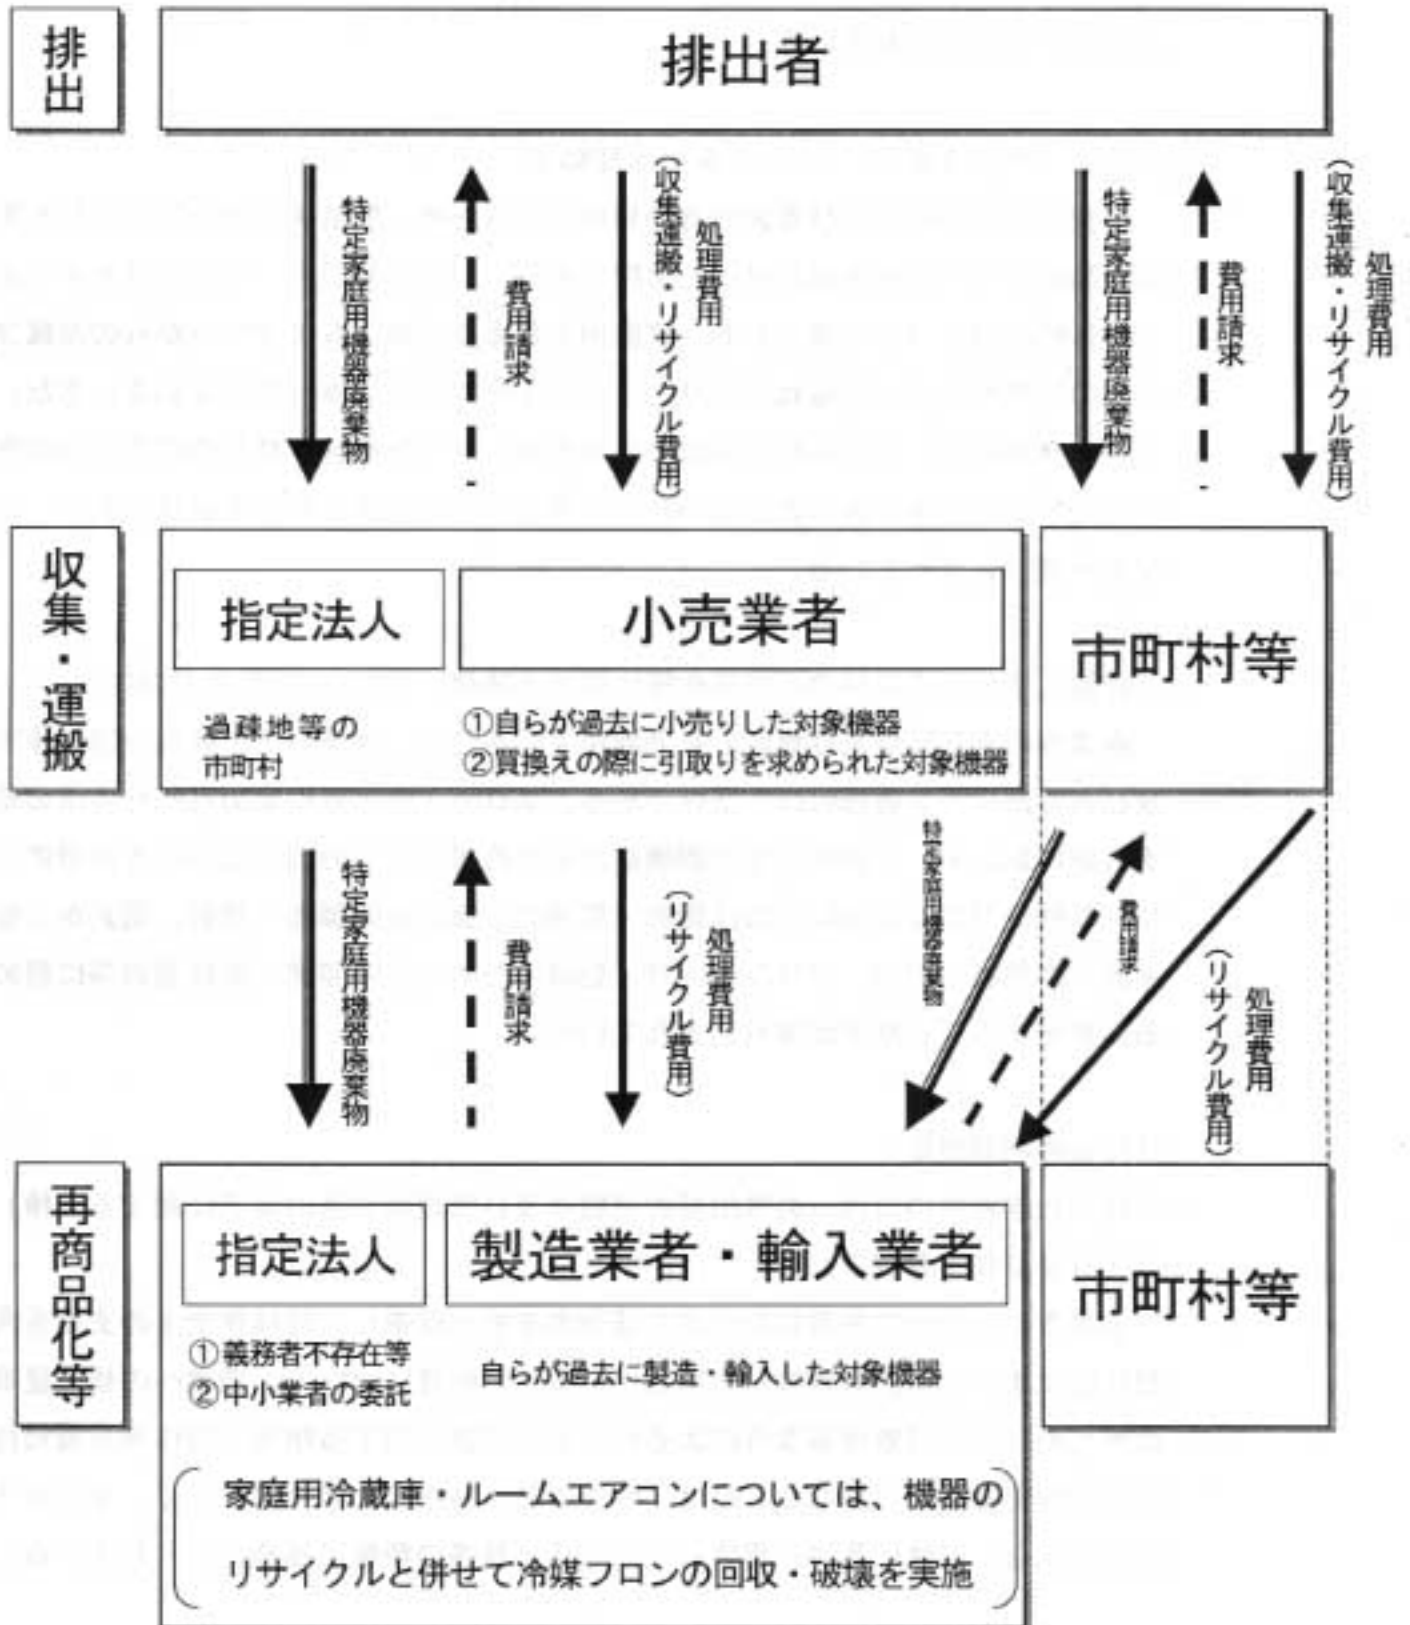 排出
排出者
特定家庭用機器廃棄物
費用請求
処理費用
（収集運搬・リサイクル費用）
特定家庭用機器廃棄物
費用請求
処理費用
（収集運搬・リサイクル費用）
収集・運搬
指定法人
小売業者
市町村等
過疎地等の
市町村
①自らが過去に小売りした対象機器
②買換えの際に引取りを求められた対象機器
特定家庭用機器廃棄物
費用請求
処理費用
（リサイクル費用）
特定家庭用機器廃棄物
費用請求
処理費用
（リサイクル費用）
再商品化等
指定法人
製造業者・輸入業者
市町村等
①義務者不存在等
②中小業者の委託
自らが過去に製造・輸入した対象機器
家庭用冷蔵庫・ルームエアコンについては、機器の
リサイクルと併せて冷媒フロンの回収・破壊を実施